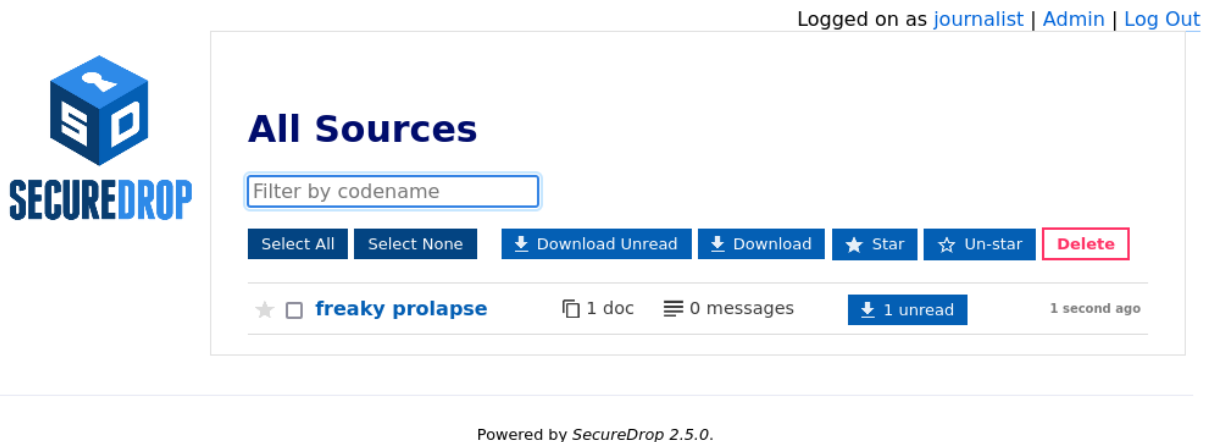 Logged on as journalist | Admin | Log Out
SD
SECUREDROP
All Sources
Filter by codename
Select All Select None Download Unread Download Star Un-star Delete
freaky prolapse 1 doc 0 messages 1 unread 1 second ago
Powered by SecureDrop 2.5.0.